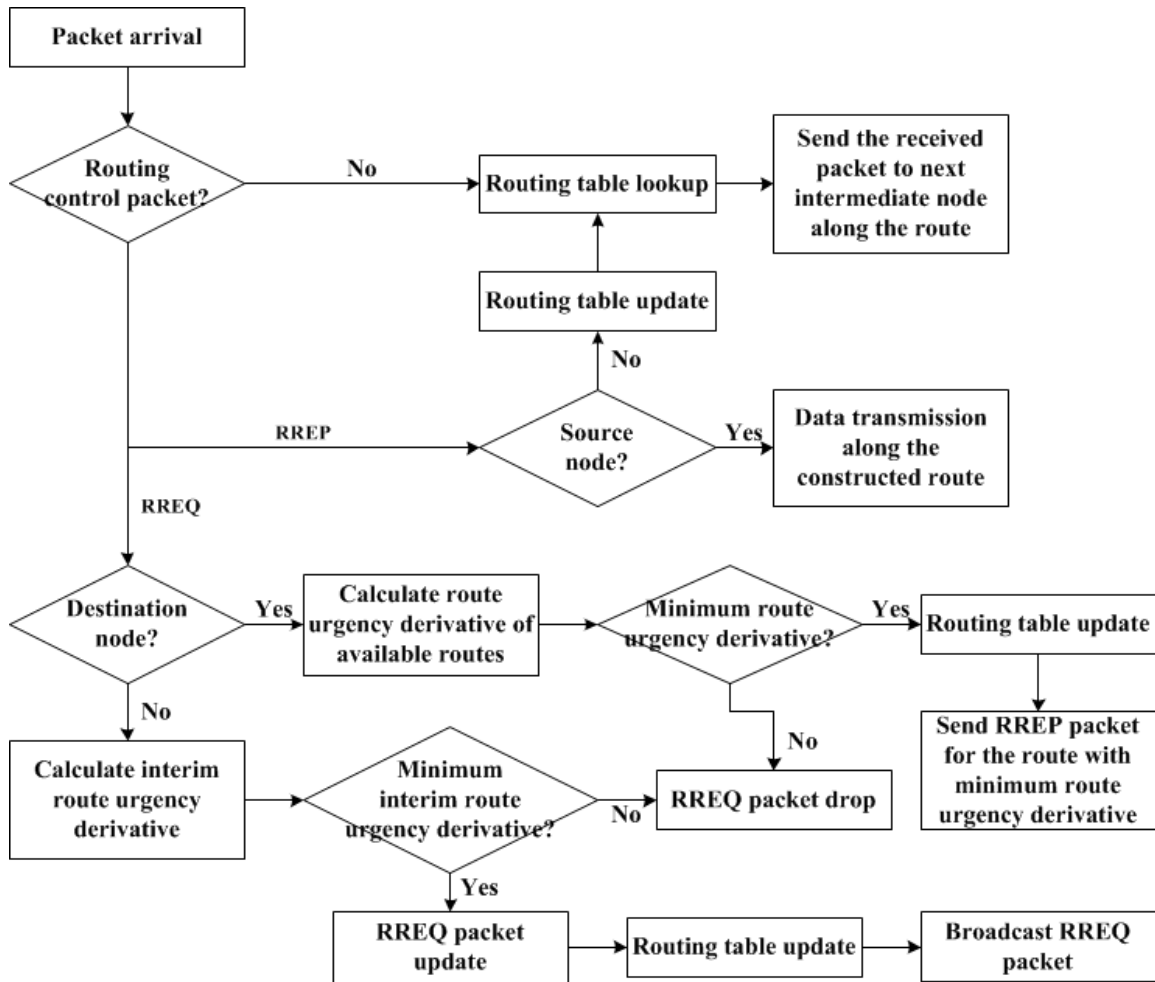 Packet arrival
Routing
control packet?
No
Routing table lookup
Send the received
packet to next
intermediate node
along the route
Routing table update
No
RREP
Source
node?
Yes
Data transmission
along the
constructed route
RREQ
Destination
node?
Yes
Calculate route
urgency derivative of
available routes
Minimum route
urgency derivative?
Yes
Routing table update
No
No
Send RREP packet
for the route with
minimum route
urgency derivative
Calculate interim
route urgency
derivative
Minimum
interim route
urgency derivative?
No
RREQ packet drop
Yes
RREQ packet
update
Routing table update
Broadcast RREQ
packet